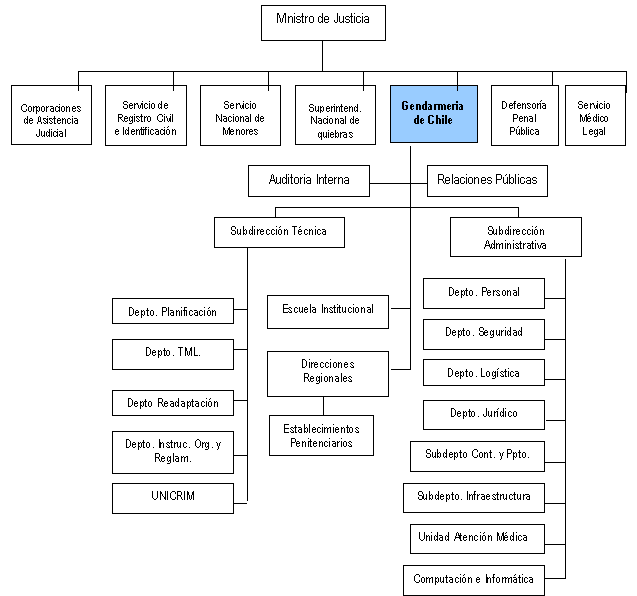 Ministro de Justicia
Corporaciones
de Asistencia
Judicial
Servicio de
Registro Civil
e Identificación
Servicio
Nacional de
Menores
Superintend.
Nacional de
quiebras
Gendarmería
de Chile
Defensoría
Penal
Pública
Servicio
Médico
Legal
Auditoria Interna
Relaciones Públicas
Subdirección Técnica
Subdirección
Administrativa
Depto. Planificación
Depto. TML.
Depto Readaptación
Depto. Instruc. Org. y
Reglam.
UNICRIM
Escuela Institucional
Direcciones
Regionales
Establecimientos
Penitenciarios
Depto. Personal
Depto. Seguridad
Depto. Logística
Depto. Jurídico
Subdepto Cont. y Ppto.
Subdepto. Infraestructura
Unidad Atención Médica
Computación e Informática